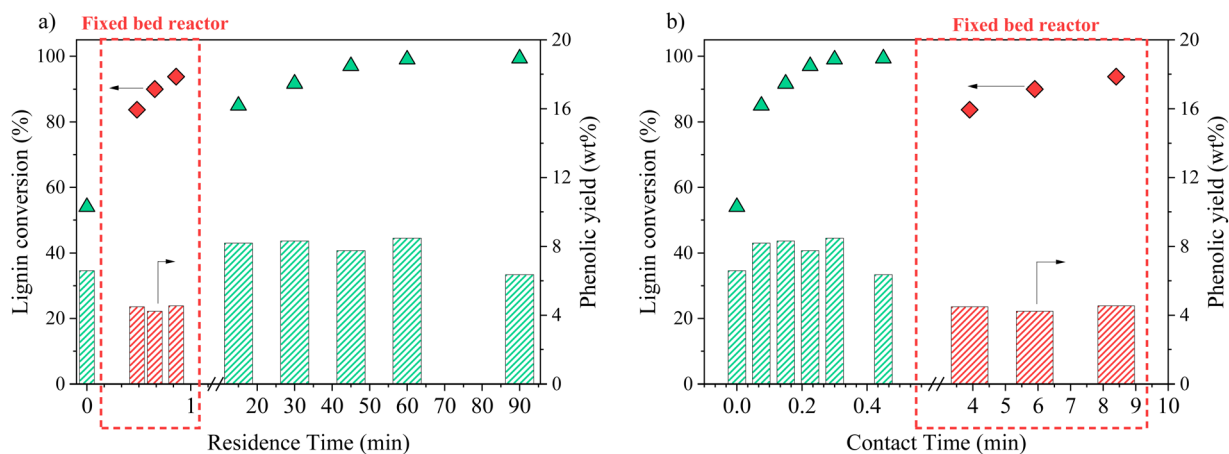 a)
Fixed bed reactor
100
80
60
40
20
0
Lignin conversion (%)
20
16
12
8
4
0
Phenolic yield (wt%)
0 1 20 30 40 50 60 70 80 90
Residence Time (min)
b)
Fixed bed reactor
100
80
60
40
20
0
Lignin conversion (%)
20
16
12
8
4
0
Phenolic yield (wt%)
0.0 0.2 0.4 4 5 6 7 8 9 10
Contact Time (min)